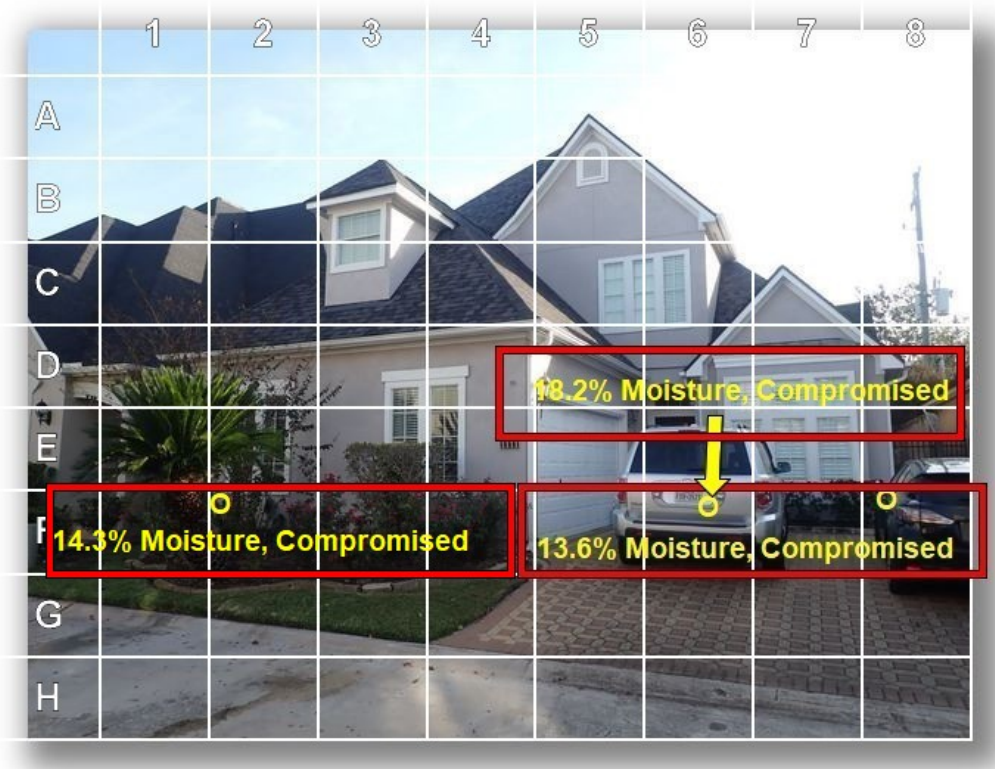 1 2 3 4 5 6 7 8
A
B
C
D
18.2% Moisture, Compromised
E
F
14.3% Moisture, Compromised
13.6% Moisture, Compromised
G
H